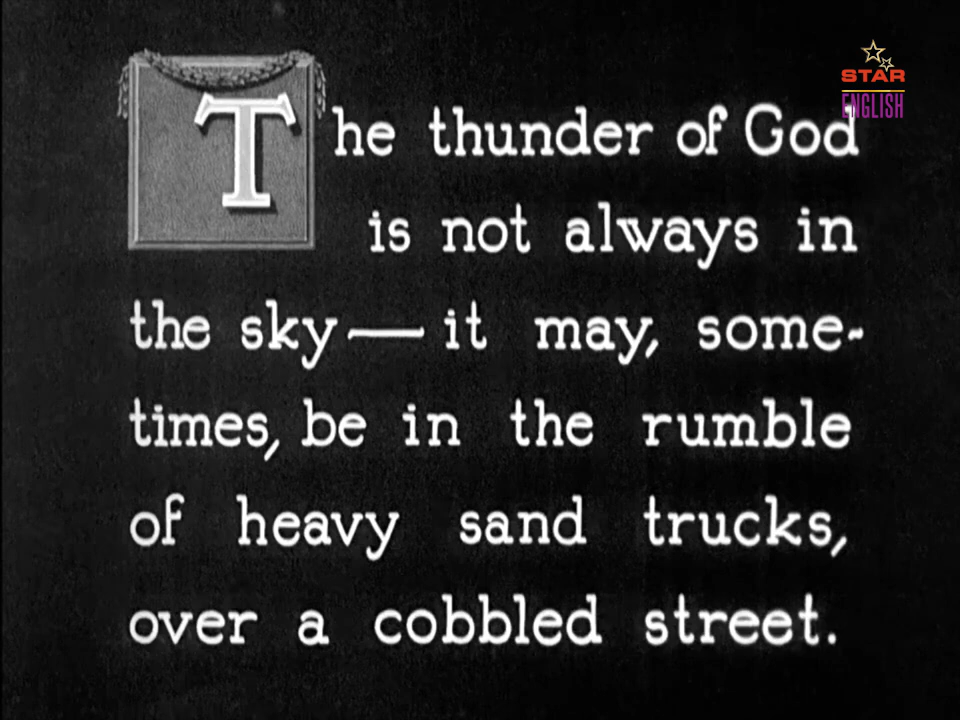 STAR
ENGLISH
The thunder of God
is not always in
the sky — it may, some-
times, be in the rumble
of heavy sand trucks,
over a cobbled street.